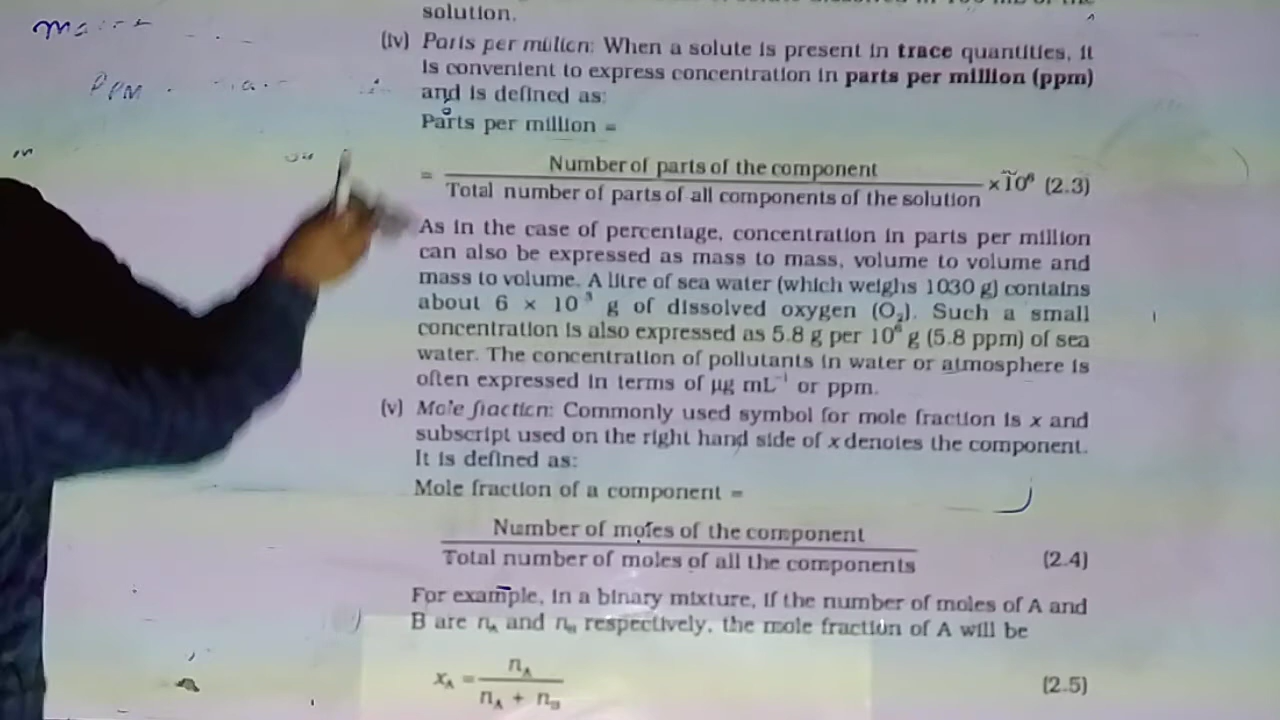 solution.
(iv) Parts per million: When a solute is present in trace quantities, it
is convenient to express concentration in parts per million (ppm)
and is defined as:
Parts per million =
= Number of parts of the component
Total number of parts of all components of the solution ×10⁶ (2.3)
As in the case of percentage, concentration in parts per million
can also be expressed as mass to mass, volume to volume and
mass to volume. A litre of sea water (which weighs 1030 g) contains
about 6 × 10⁻³ g of dissolved oxygen (O₂). Such a small
concentration is also expressed as 5.8 g per 10⁶ g (5.8 ppm) of sea
water. The concentration of pollutants in water or atmosphere is
often expressed in terms of μg mL⁻¹ or ppm.
(v) Mole fraction: Commonly used symbol for mole fraction is x and
subscript used on the right hand side of x denotes the component.
It is defined as:
Mole fraction of a component =
Number of moles of the component
Total number of moles of all the components (2.4)
For example, in a binary mixture, if the number of moles of A and
B are n_A and n_B respectively, the mole fraction of A will be
x_A = n_A / n_A + n_B (2.5)
PPM